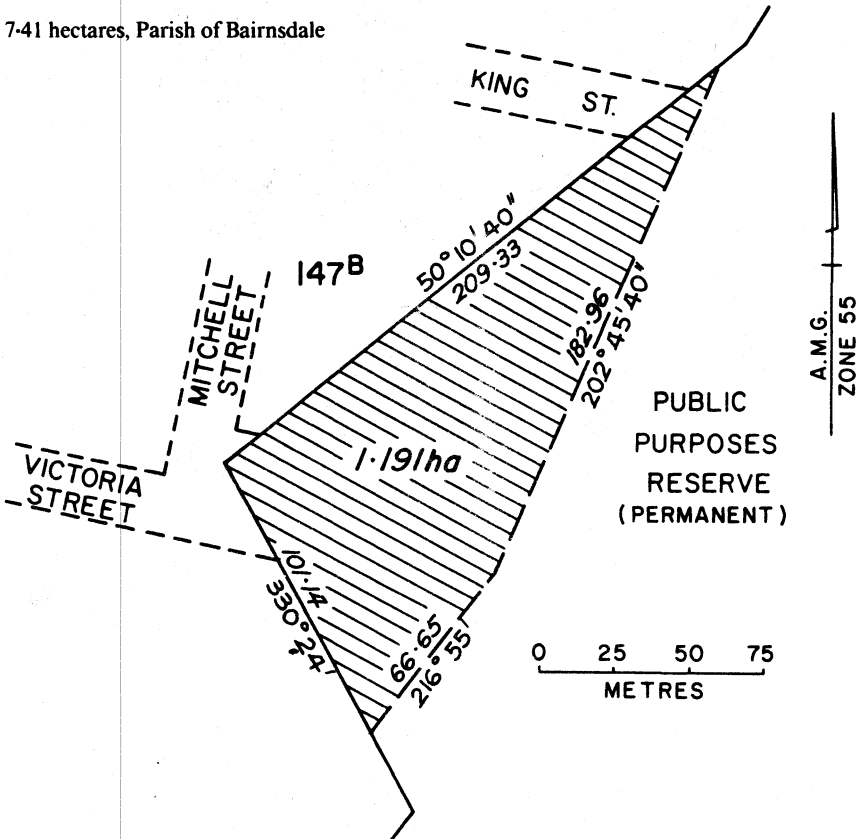 7·41 hectares, Parish of Bairnsdale
KING ST.
50° 10' 40"
209·33
147B
MITCHELL
STREET
182·96
202° 45' 40"
A.M.G.
ZONE 55
PUBLIC
PURPOSES
RESERVE
(PERMANENT)
1·191ha
VICTORIA
STREET
101·14
330° 24'
66·65
216° 55'
0 25 50 75
METRES